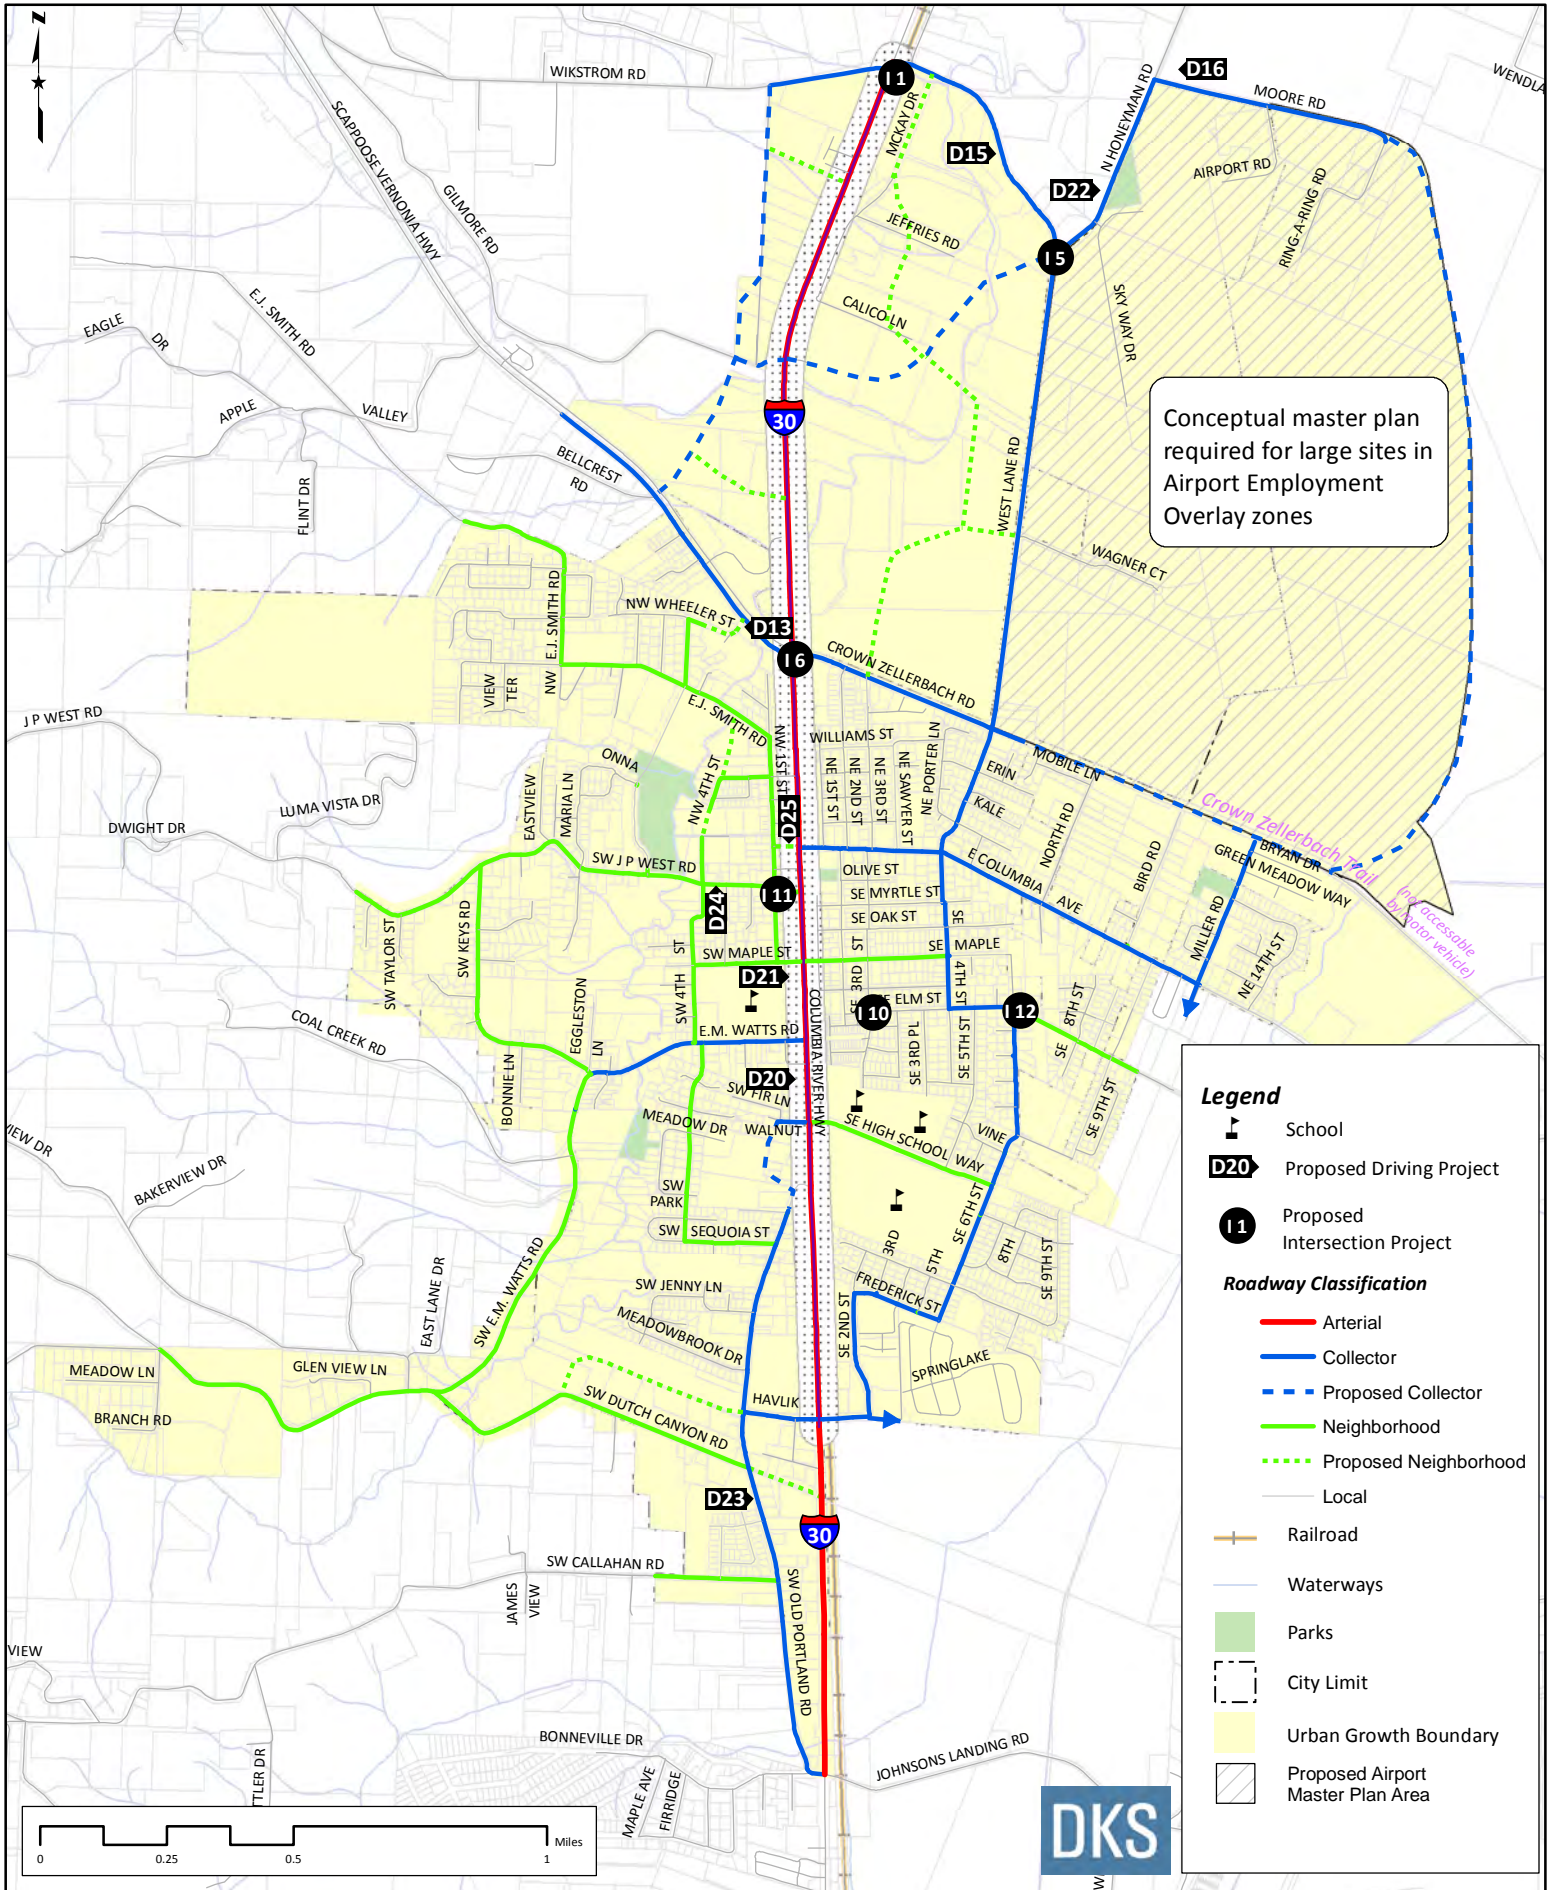 Z
WIKSTROM RD
I 1
D16
WENDLA
MOORE RD
N HONEYMAN RD
SCAPPOOSE VERNONIA HWY
MCKAY DR
D15
AIRPORT RD
D22
RING-A-RING RD
GILMORE RD
JEFFRIES RD
I 5
E.J. SMITH RD
SKY WAY DR
CALICO LN
EAGLE
DR
30
Conceptual master plan
required for large sites in
Airport Employment
Overlay zones
APPLE
VALLEY
BELLCREST
RD
FLINT DR
WEST LANE RD
WAGNER CT
NW E.J. SMITH RD
NW WHEELER ST
D13
I 6
CROWN ZELLERBACH RD
VIEW
TER
E.J. SMITH RD
J P WEST RD
NW 1ST ST
WILLIAMS ST
NE PORTER LN
ONNA
MOBILE LN
ERIN
NE 1ST ST
NE 2ND ST
NE 3RD ST
NE SAWYER ST
NW 4TH ST
LUMA VISTA DR
EASTVIEW
MARIA LN
KALE
NORTH RD
Crown Zellerbach Trail
DWIGHT DR
D25
BIRD RD
BRYAN DR
GREEN MEADOW WAY
SW J P WEST RD
OLIVE ST
E COLUMBIA
AVE
(not accessable
by motor vehicle)
I 11
SE MYRTLE ST
D24
SE OAK ST
SE
MILLER RD
SW TAYLOR ST
SW KEYS RD
ST
SW MAPLE ST
ST
SE MAPLE
NE 14TH ST
D21
4TH ST
SW 4TH
SE 3RD
ELM ST
I 10
I 12
8TH ST
COAL CREEK RD
EGGLESTON
LN
E.M. WATTS RD
COLUMBIA RIVER HWY
SE 3RD PL
SE 5TH ST
SE
BONNIE LN
D20
SW FIR LN
SE 9TH ST
MEADOW DR
WALNUT
SE HIGH SCHOOL WAY
VINE
IEW DR
BAKERVIEW DR
SW
PARK
SW SEQUOIA ST
SE 6TH ST
3RD
5TH
8TH
SE 9TH ST
SW E.M. WATTS RD
EAST LANE DR
SW JENNY LN
FREDERICK ST
SE 2ND ST
MEADOWBROOK DR
SPRINGLAKE
MEADOW LN
GLEN VIEW LN
BRANCH RD
SW DUTCH CANYON RD
HAVLIK
D23
30
SW CALLAHAN RD
JAMES
VIEW
SW OLD PORTLAND RD
VIEW
BONNEVILLE DR
JOHNSONS LANDING RD
TTLER DR
MAPLE AVE
FIRRIDGE
W
Legend
School
D20
Proposed Driving Project
I 1
Proposed
Intersection Project
Roadway Classification
Arterial
Collector
Proposed Collector
Neighborhood
Proposed Neighborhood
Local
Railroad
Waterways
Parks
City Limit
Urban Growth Boundary
Proposed Airport
Master Plan Area
Miles
0
0.25
0.5
1
DKS